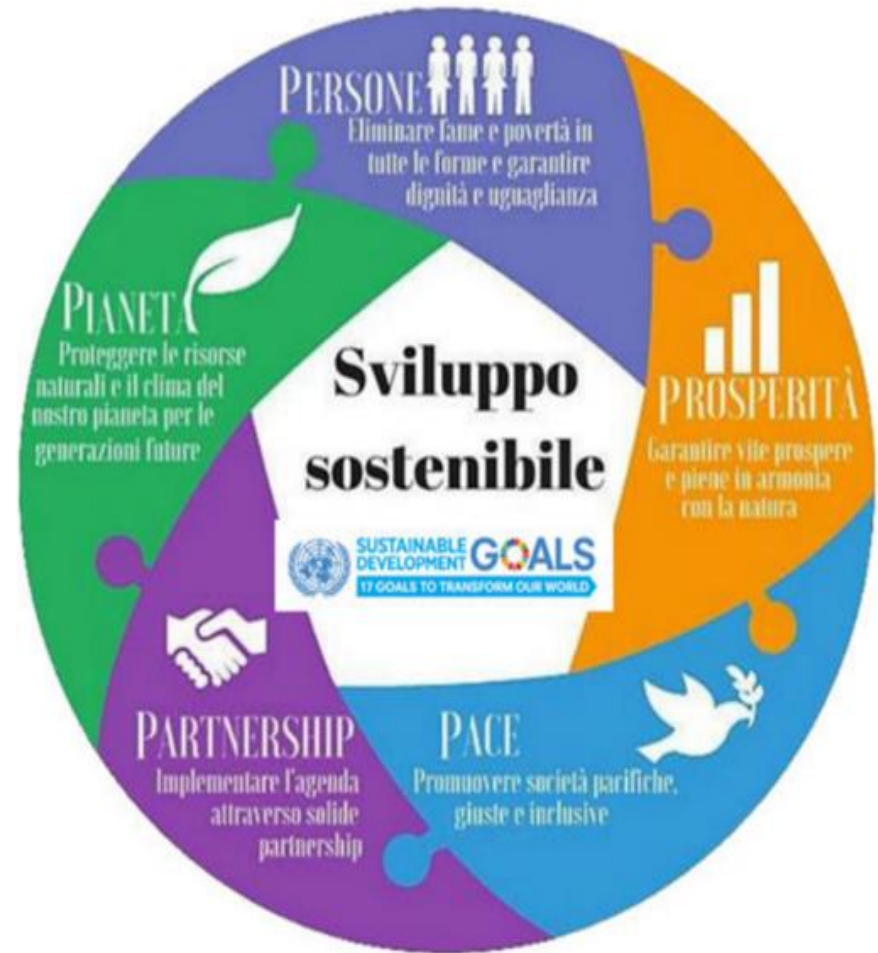 PERSONE
Eliminare fame e povertà in
tutte le forme e garantire
dignità e uguaglianza
PROSPERITÀ
Garantire vite prospere
e piene in armonia
con la natura
PACE
Promuovere società pacifiche,
giuste e inclusive
PARTNERSHIP
Implementare l'agenda
attraverso solide
partnership
PIANETA
Proteggere le risorse
naturali e il clima del
nostro pianeta per le
generazioni future
Sviluppo
sostenibile
SUSTAINABLE
DEVELOPMENT GOALS
17 GOALS TO TRANSFORM OUR WORLD